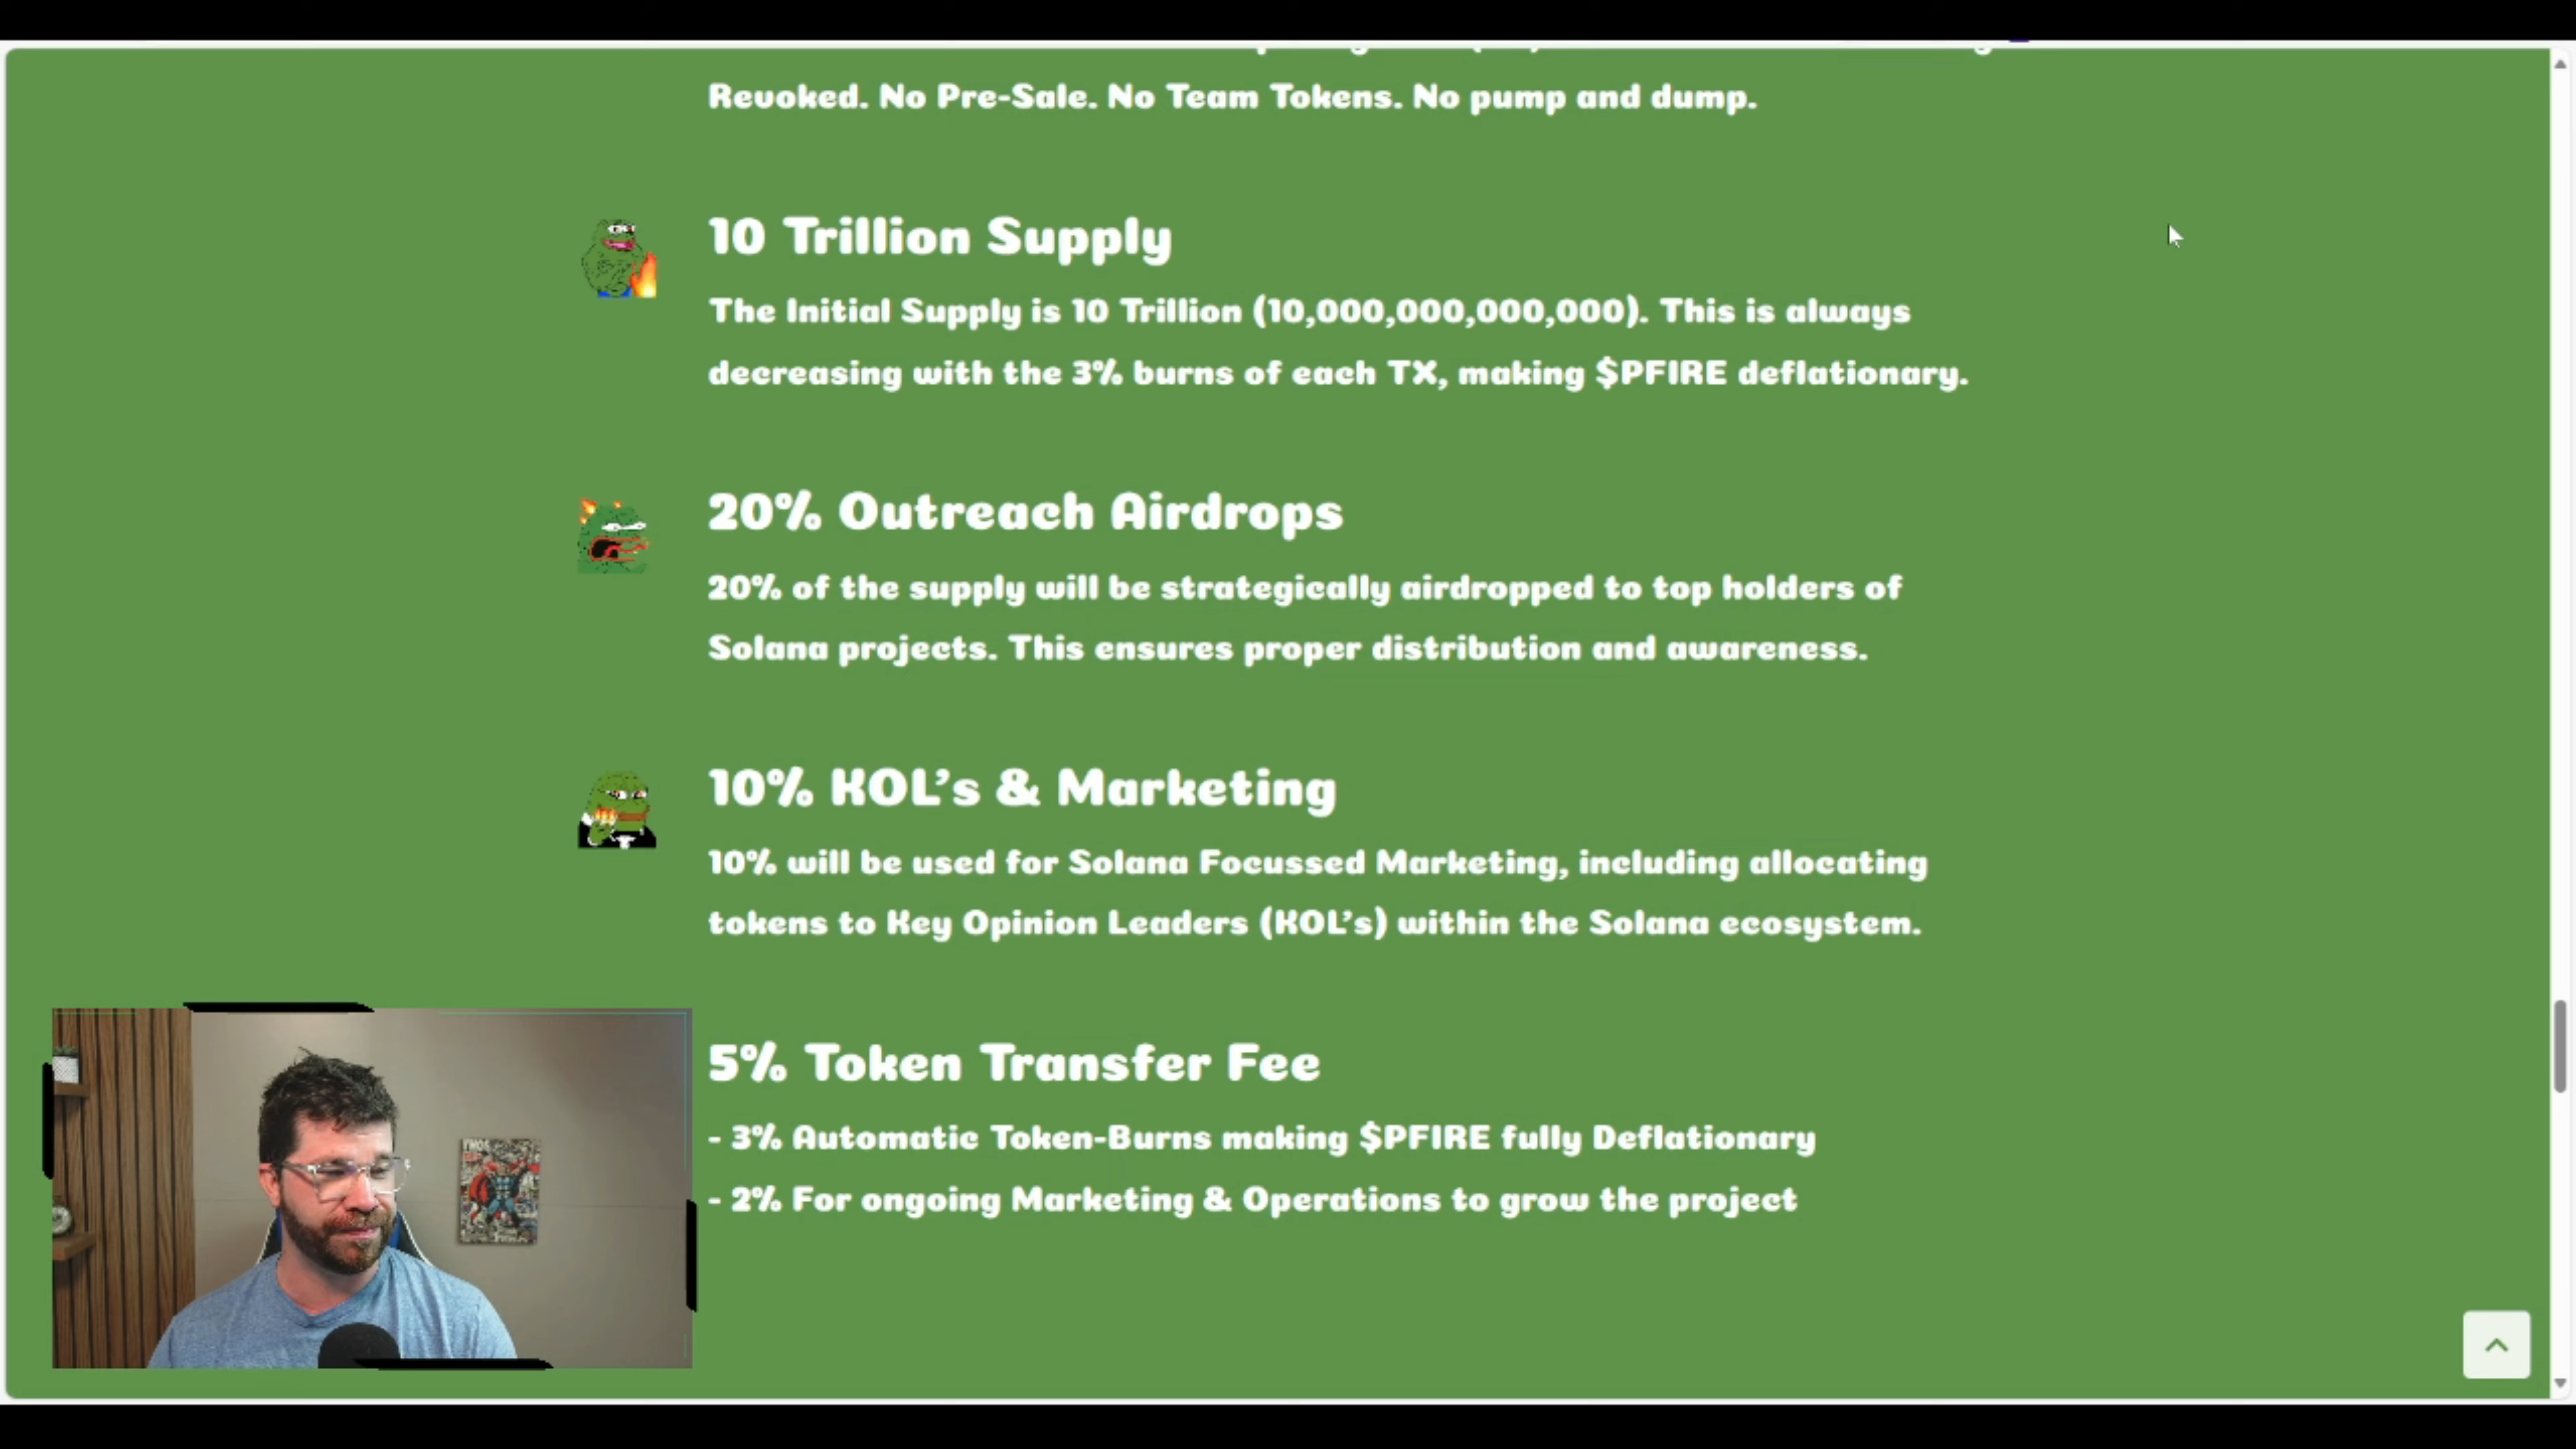 Revoked. No Pre-Sale. No Team Tokens. No pump and dump.
10 Trillion Supply
The Initial Supply is 10 Trillion (10,000,000,000,000). This is always
decreasing with the 3% burns of each TX, making $PFIRE deflationary.
20% Outreach Airdrops
20% of the supply will be strategically airdropped to top holders of
Solana projects. This ensures proper distribution and awareness.
10% KOL's & Marketing
10% will be used for Solana Focussed Marketing, including allocating
tokens to Key Opinion Leaders (KOL's) within the Solana ecosystem.
5% Token Transfer Fee
- 3% Automatic Token-Burns making $PFIRE fully Deflationary
- 2% For ongoing Marketing & Operations to grow the project